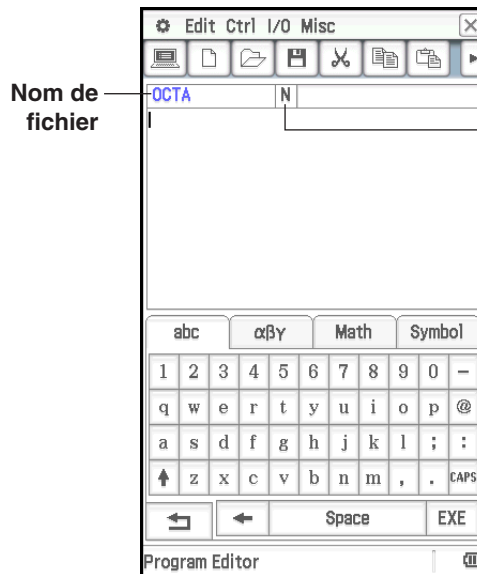 Edit Ctrl I/O Misc
Nom de fichier
OCTA N
abc αβγ Math Symbol
1 2 3 4 5 6 7 8 9 0 −
q w e r t y u i o p @
a s d f g h j k l ; :
z x c v b n m , . CAPS
Space EXE
Program Editor